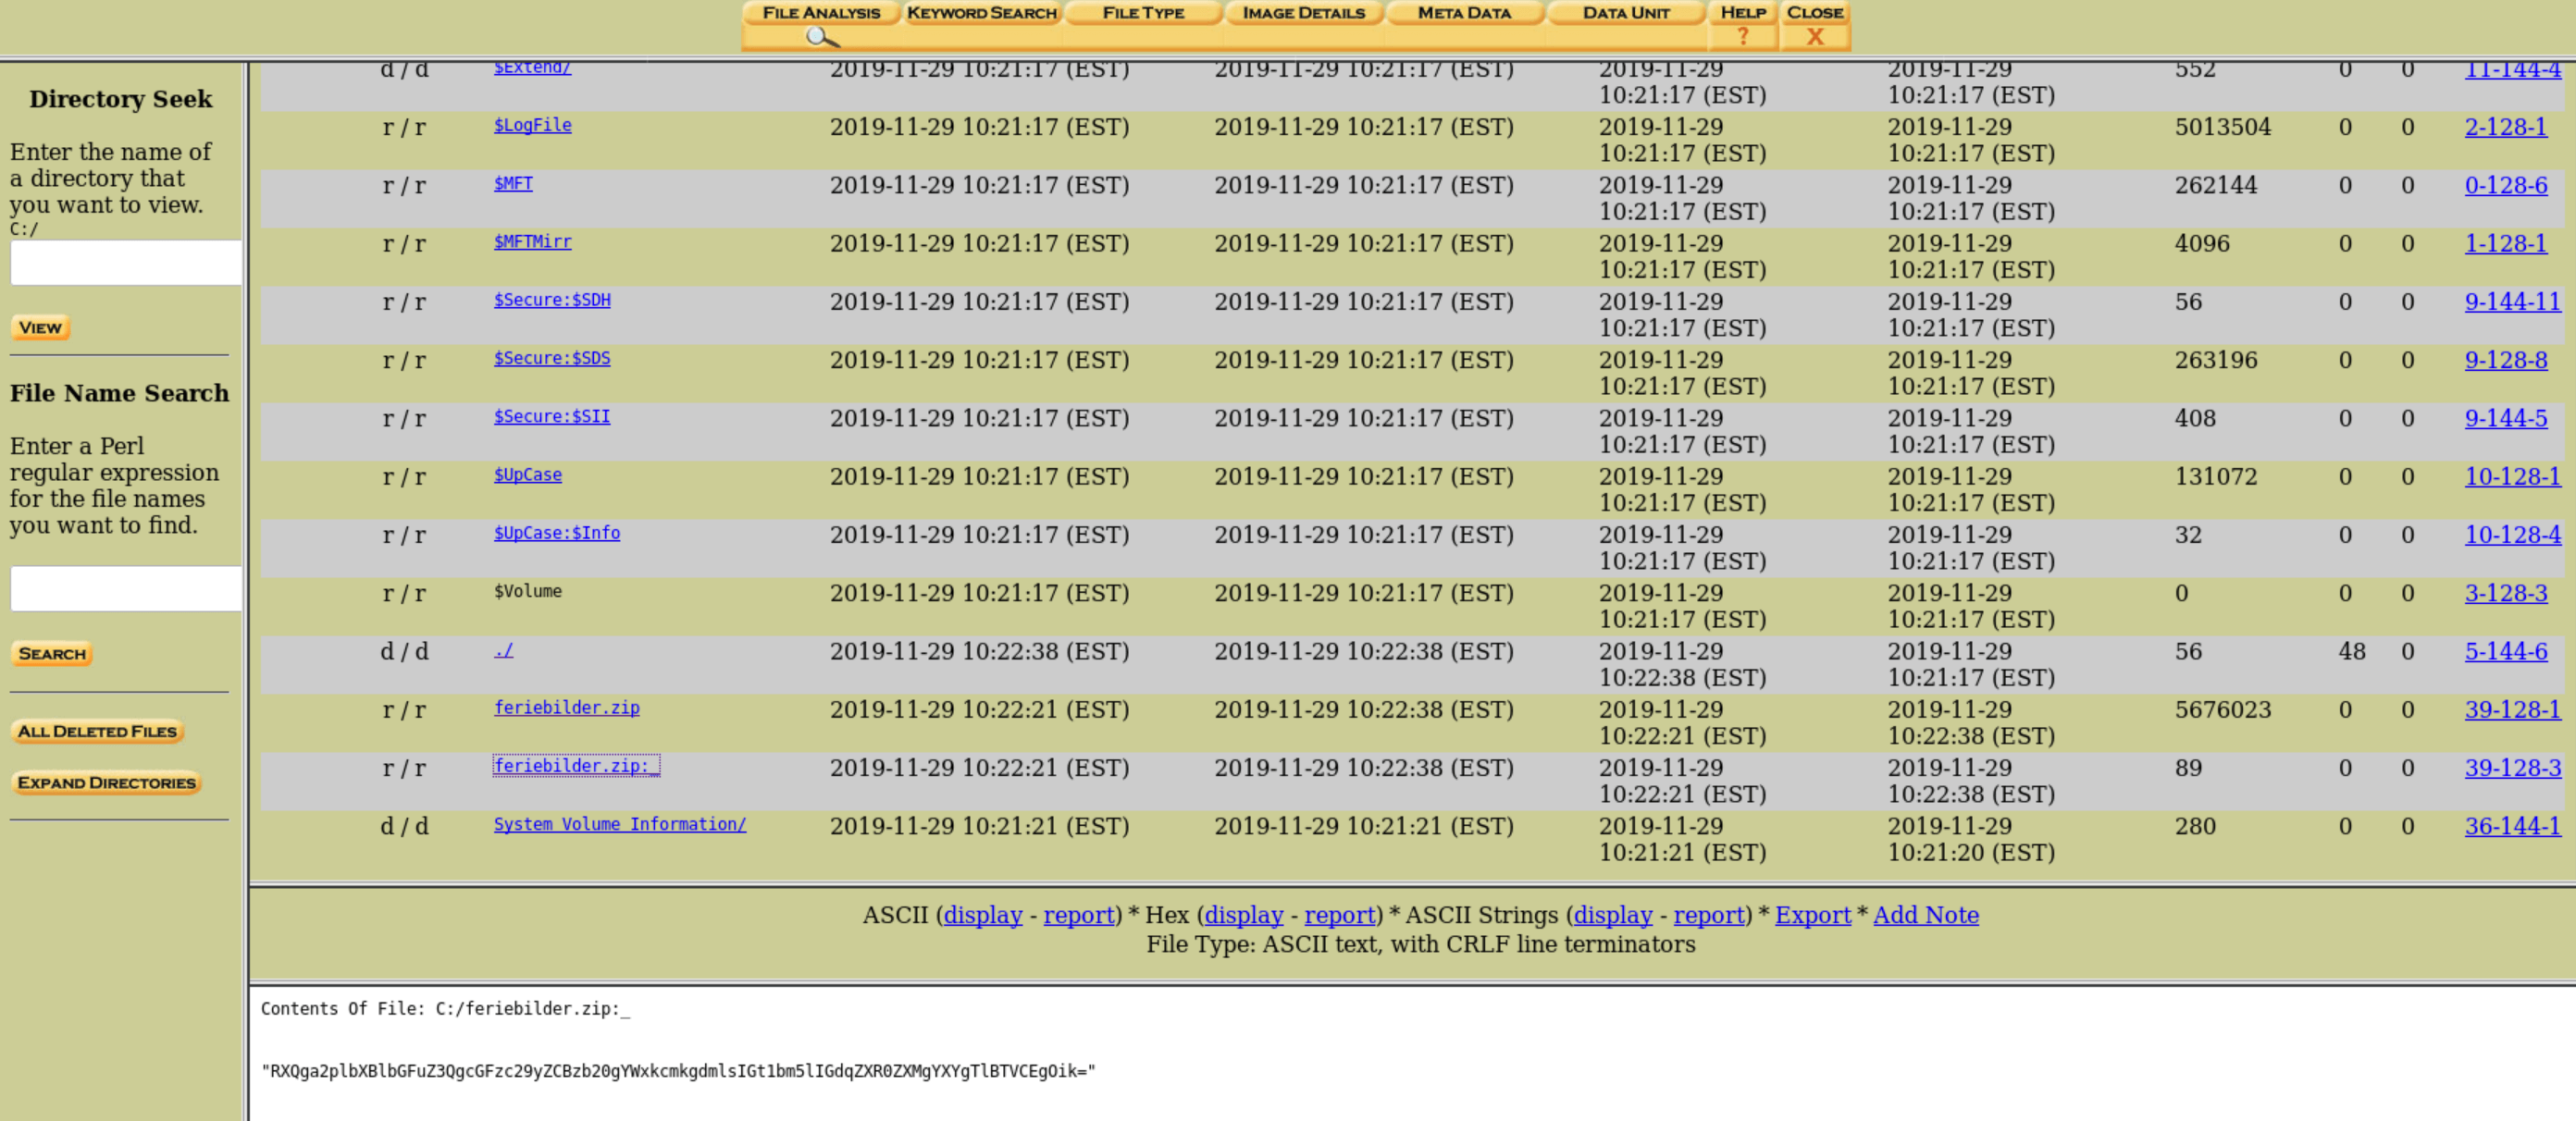 FILE ANALYSIS KEYWORD SEARCH FILE TYPE IMAGE DETAILS META DATA DATA UNIT HELP CLOSE
? X
Directory Seek
Enter the name of
a directory that
you want to view.
C:/
VIEW
File Name Search
Enter a Perl
regular expression
for the file names
you want to find.
SEARCH
ALL DELETED FILES
EXPAND DIRECTORIES
d / d $Extend/ 2019-11-29 10:21:17 (EST) 2019-11-29 10:21:17 (EST) 2019-11-29 2019-11-29 552 0 0 11-144-4
10:21:17 (EST) 10:21:17 (EST)
r / r $LogFile 2019-11-29 10:21:17 (EST) 2019-11-29 10:21:17 (EST) 2019-11-29 2019-11-29 5013504 0 0 2-128-1
10:21:17 (EST) 10:21:17 (EST)
r / r $MFT 2019-11-29 10:21:17 (EST) 2019-11-29 10:21:17 (EST) 2019-11-29 2019-11-29 262144 0 0 0-128-6
10:21:17 (EST) 10:21:17 (EST)
r / r $MFTMirr 2019-11-29 10:21:17 (EST) 2019-11-29 10:21:17 (EST) 2019-11-29 2019-11-29 4096 0 0 1-128-1
10:21:17 (EST) 10:21:17 (EST)
r / r $Secure:$SDH 2019-11-29 10:21:17 (EST) 2019-11-29 10:21:17 (EST) 2019-11-29 2019-11-29 56 0 0 9-144-11
10:21:17 (EST) 10:21:17 (EST)
r / r $Secure:$SDS 2019-11-29 10:21:17 (EST) 2019-11-29 10:21:17 (EST) 2019-11-29 2019-11-29 263196 0 0 9-128-8
10:21:17 (EST) 10:21:17 (EST)
r / r $Secure:$SII 2019-11-29 10:21:17 (EST) 2019-11-29 10:21:17 (EST) 2019-11-29 2019-11-29 408 0 0 9-144-5
10:21:17 (EST) 10:21:17 (EST)
r / r $UpCase 2019-11-29 10:21:17 (EST) 2019-11-29 10:21:17 (EST) 2019-11-29 2019-11-29 131072 0 0 10-128-1
10:21:17 (EST) 10:21:17 (EST)
r / r $UpCase:$Info 2019-11-29 10:21:17 (EST) 2019-11-29 10:21:17 (EST) 2019-11-29 2019-11-29 32 0 0 10-128-4
10:21:17 (EST) 10:21:17 (EST)
r / r $Volume 2019-11-29 10:21:17 (EST) 2019-11-29 10:21:17 (EST) 2019-11-29 2019-11-29 0 0 0 3-128-3
10:21:17 (EST) 10:21:17 (EST)
d / d ./ 2019-11-29 10:22:38 (EST) 2019-11-29 10:22:38 (EST) 2019-11-29 2019-11-29 56 48 0 5-144-6
10:22:38 (EST) 10:21:17 (EST)
r / r feriebilder.zip 2019-11-29 10:22:21 (EST) 2019-11-29 10:22:38 (EST) 2019-11-29 2019-11-29 5676023 0 0 39-128-1
10:22:21 (EST) 10:22:38 (EST)
r / r feriebilder.zip:_ 2019-11-29 10:22:21 (EST) 2019-11-29 10:22:38 (EST) 2019-11-29 2019-11-29 89 0 0 39-128-3
10:22:21 (EST) 10:22:38 (EST)
d / d System Volume Information/ 2019-11-29 10:21:21 (EST) 2019-11-29 10:21:21 (EST) 2019-11-29 2019-11-29 280 0 0 36-144-1
10:21:21 (EST) 10:21:20 (EST)
ASCII (display - report) * Hex (display - report) * ASCII Strings (display - report) * Export * Add Note
File Type: ASCII text, with CRLF line terminators
Contents Of File: C:/feriebilder.zip:_
"RXQga2plbXBlbGFuZ3QgcGFzc29yZCBzb20gYWxkcmkgdmlsIGt1bm5lIGdqZXR0ZXMgYXYgTlBTVCEgOik="